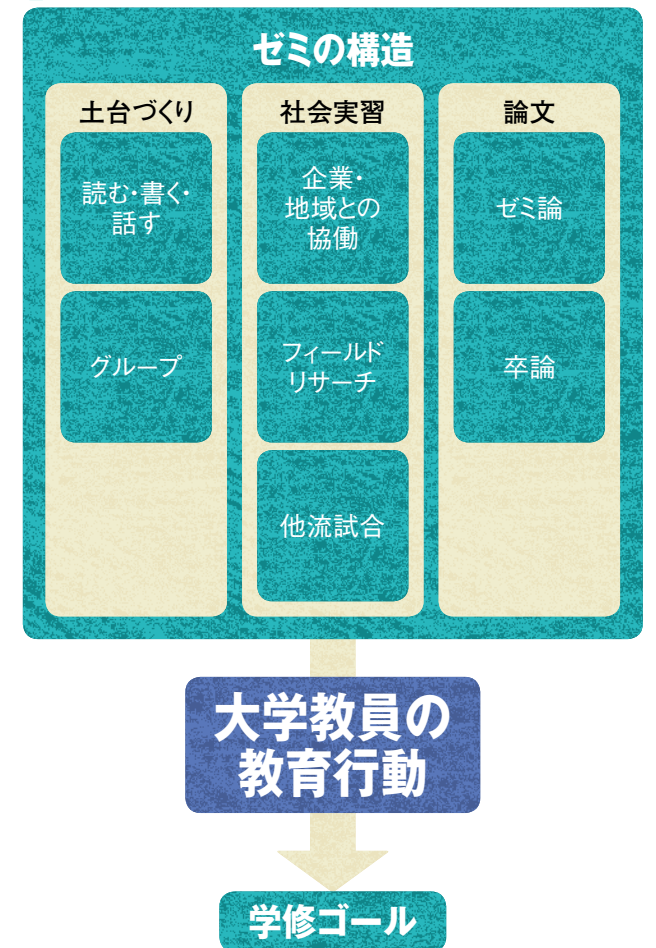 ゼミの構造
土台づくり
読む・書く・
話す
グループ
社会実習
企業・
地域との
協働
フィールド
リサーチ
他流試合
論文
ゼミ論
卒論
大学教員の
教育行動
学修ゴール